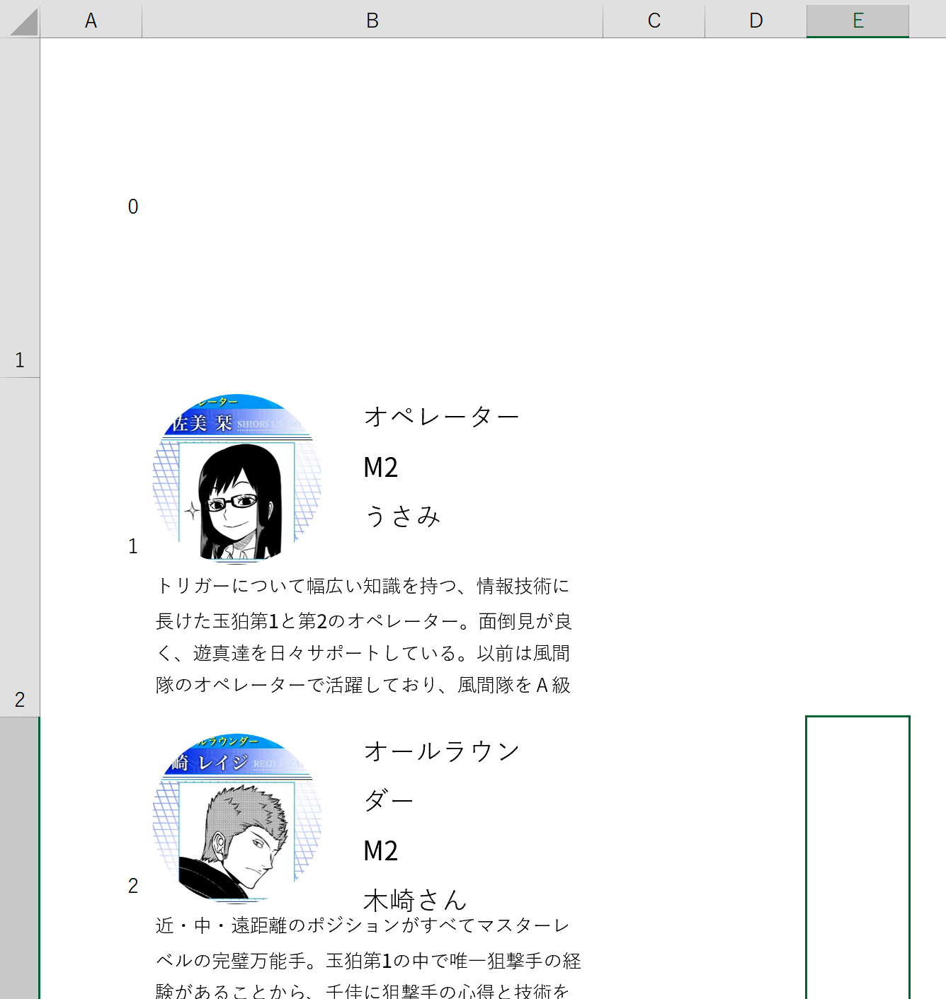 A B C D E
0
1
レーター
佐美 栞 SHIORI
オペレーター
M2
うさみ
1
トリガーについて幅広い知識を持つ、情報技術に
長けた玉狛第1と第2のオペレーター。面倒見が良
く、遊真達を日々サポートしている。以前は風間
隊のオペレーターで活躍しており、風間隊をＡ級
2
ルラウンダー
崎 レイジ REIJI
オールラウン
ダー
M2
木崎さん
2
近・中・遠距離のポジションがすべてマスターレ
ベルの完璧万能手。玉狛第1の中で唯一狙撃手の経
験があることから、千佳に狙撃手の心得と技術を